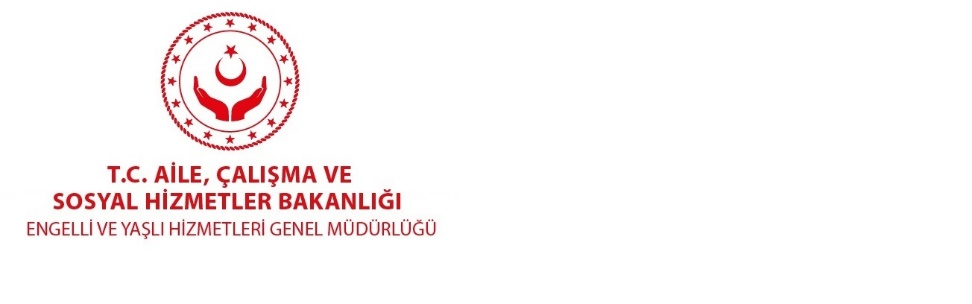 T.C. AİLE, ÇALIŞMA VE
SOSYAL HİZMETLER BAKANLIĞI
ENGELLİ VE YAŞLI HİZMETLERİ GENEL MÜDÜRLÜĞÜ